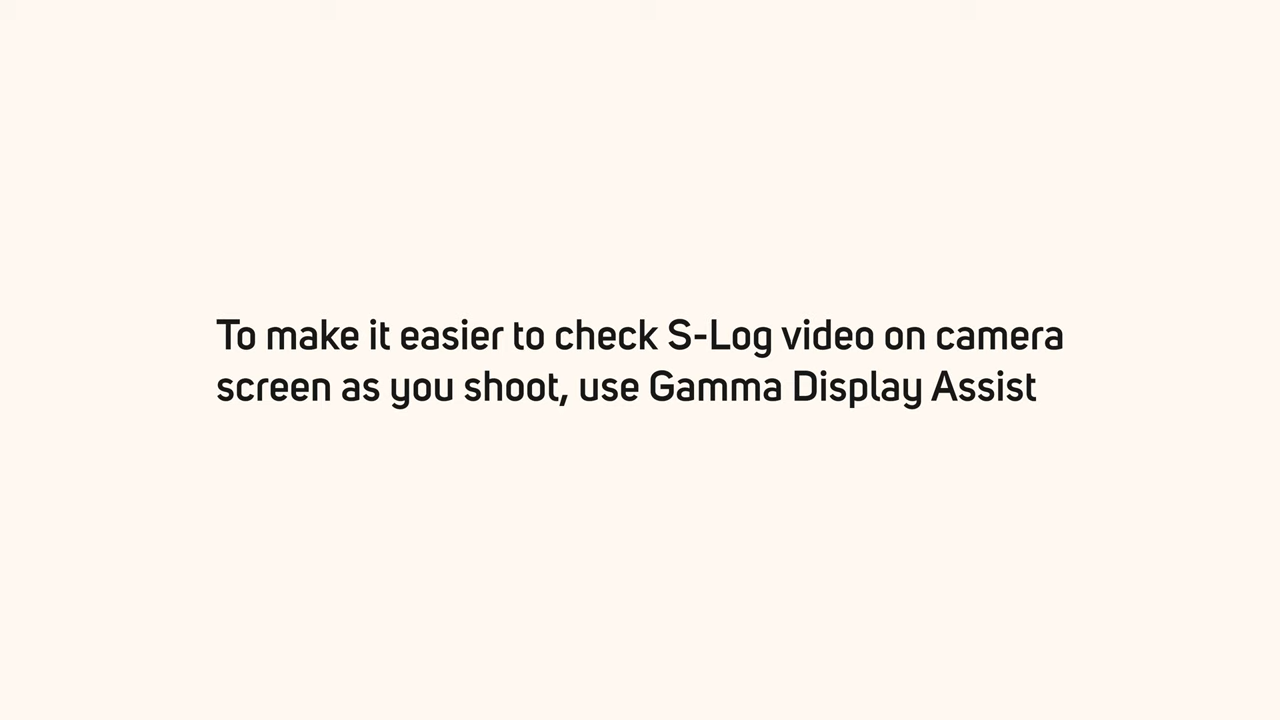 To make it easier to check S-Log video on camera
screen as you shoot, use Gamma Display Assist